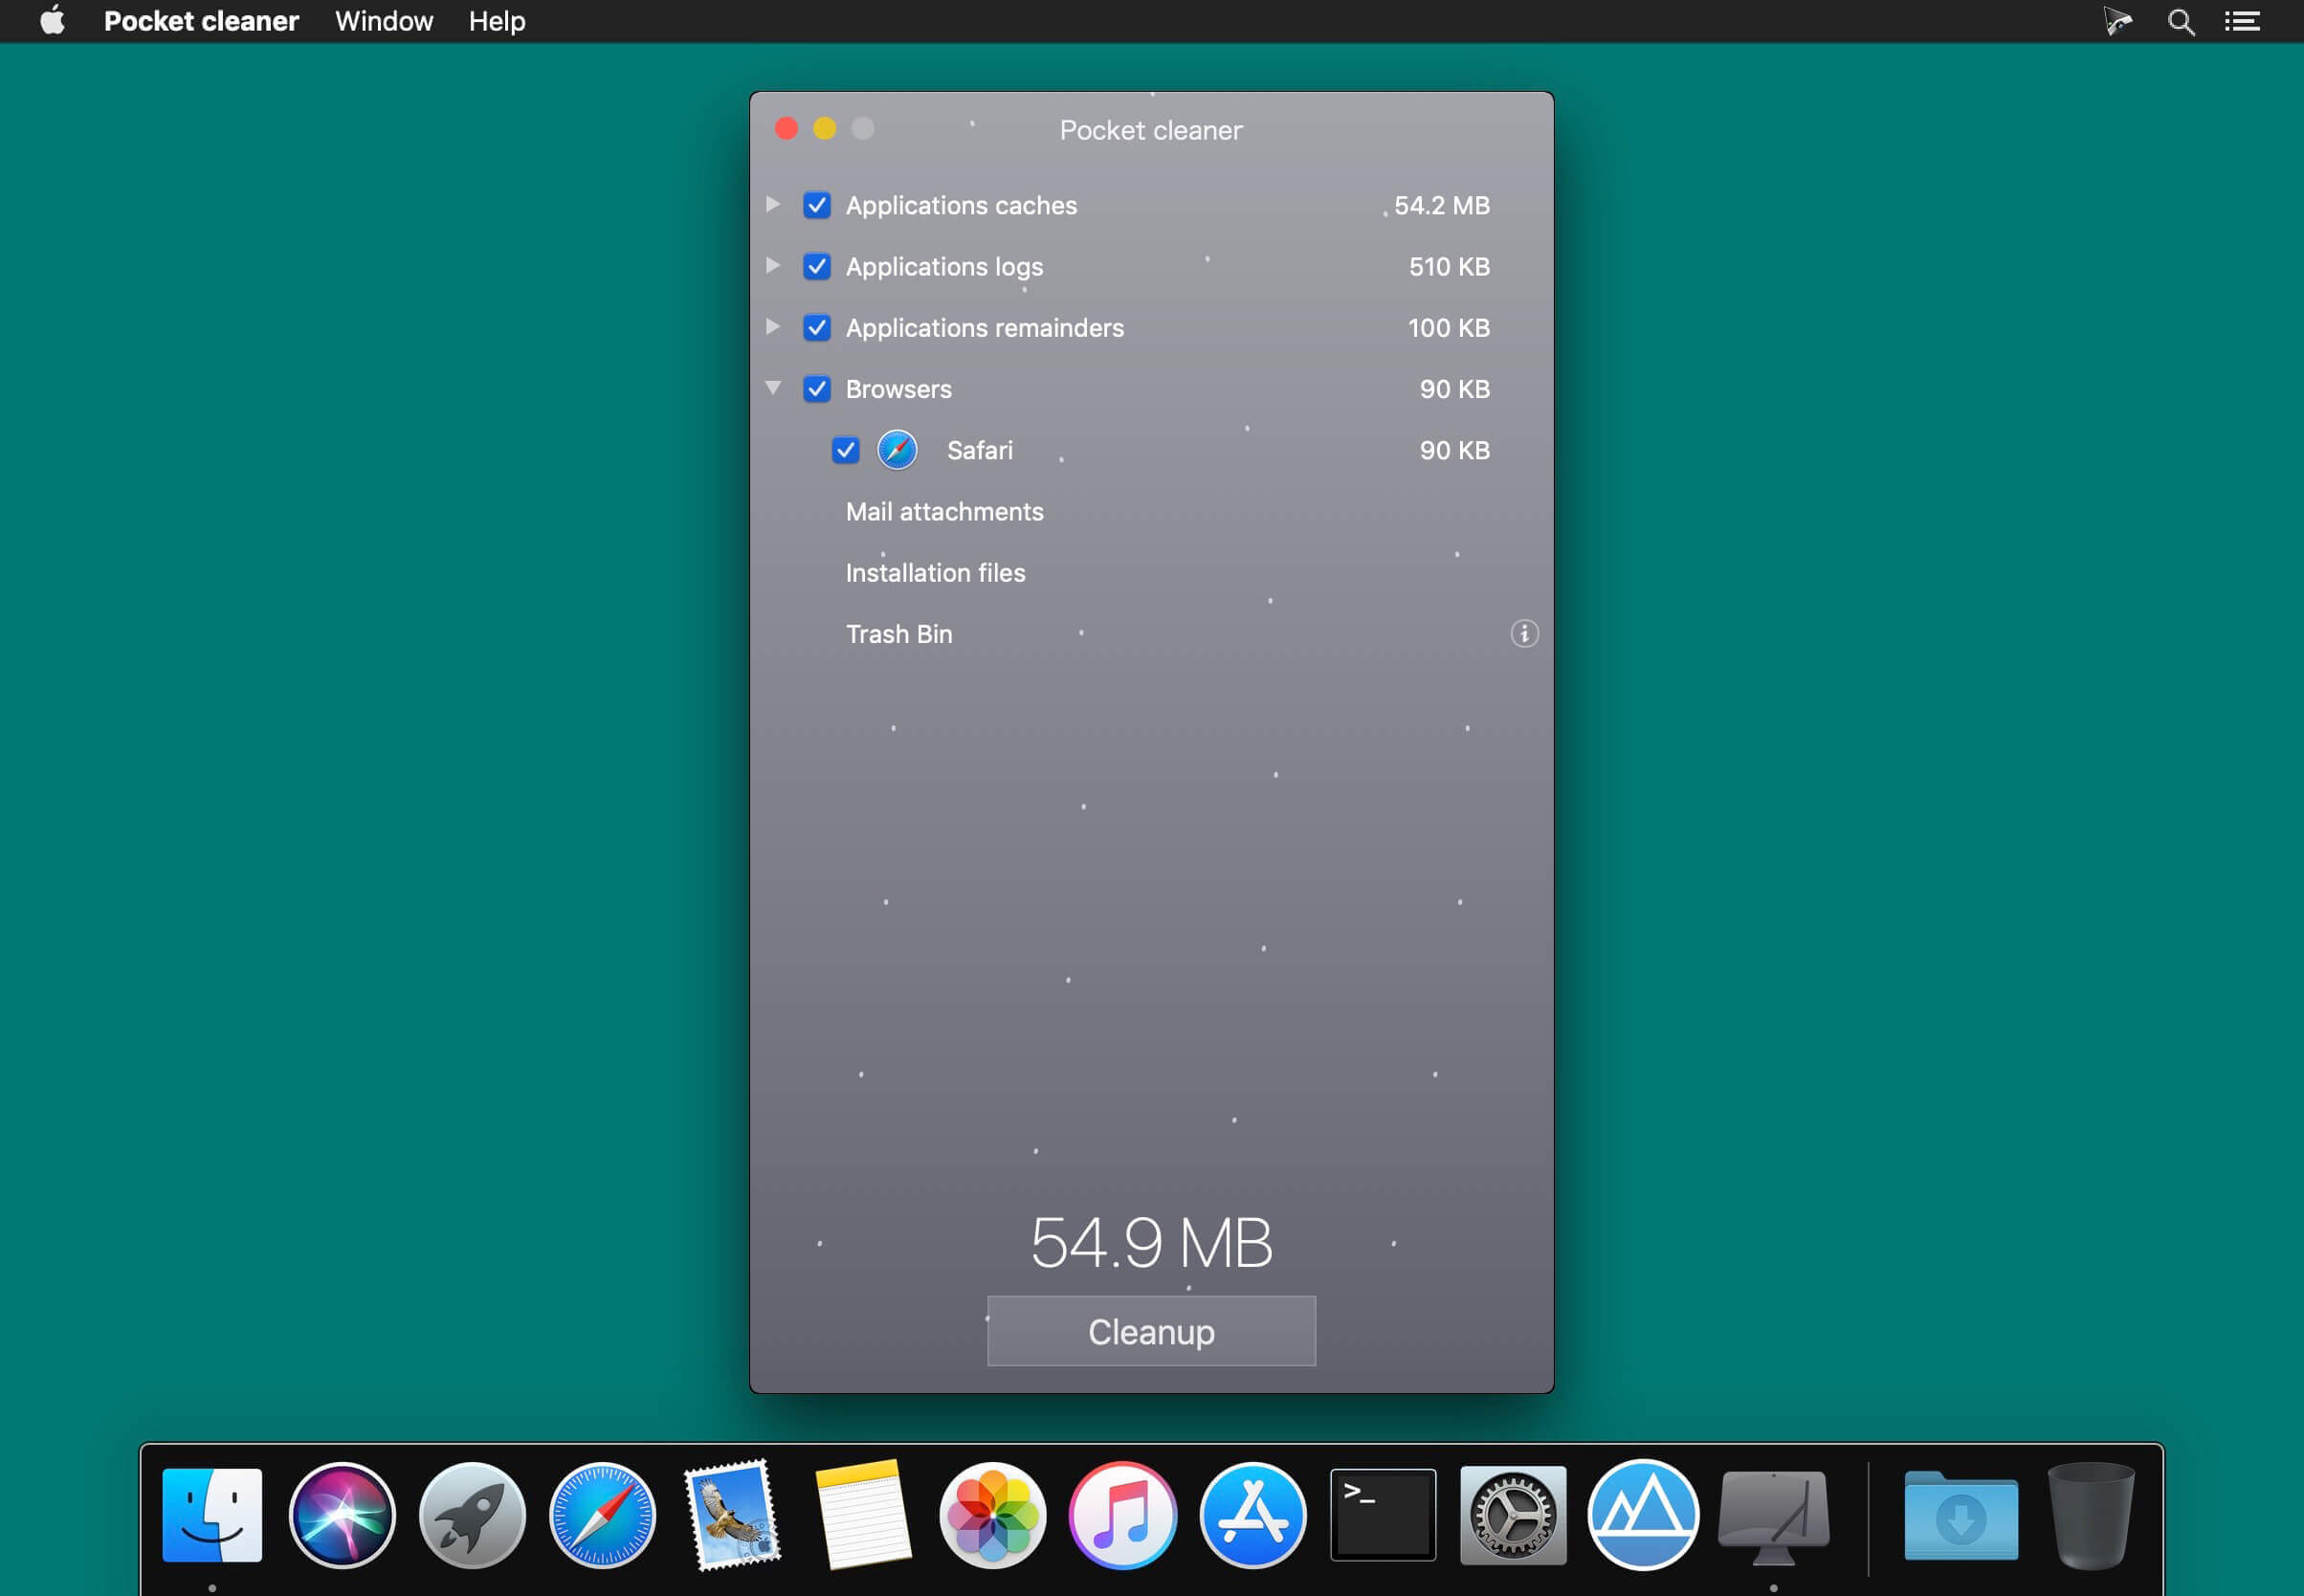 Pocket cleaner Window Help
Pocket cleaner
Applications caches 54.2 MB
Applications logs 510 KB
Applications remainders 100 KB
Browsers 90 KB
Safari 90 KB
Mail attachments
Installation files
Trash Bin
54.9 MB
Cleanup
>_